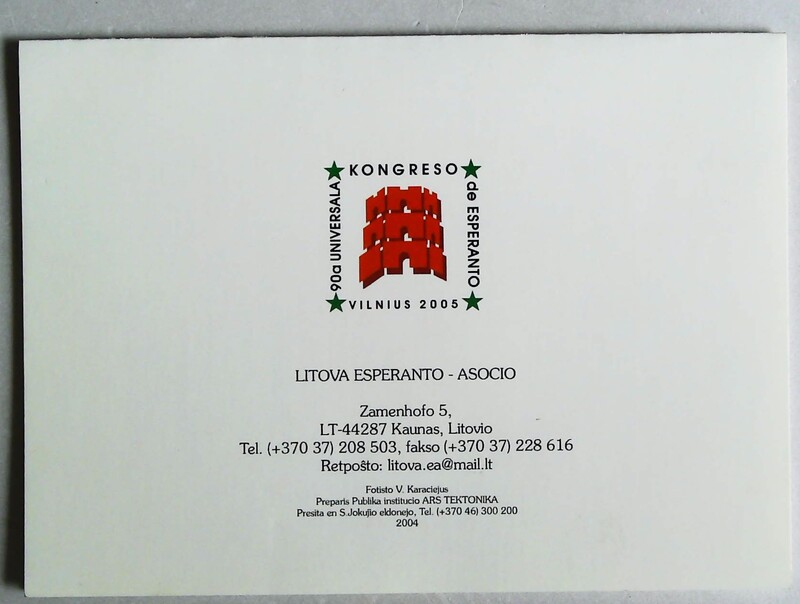 90a UNIVERSALA
KONGRESO
de ESPERANTO
VILNIUS 2005
LITOVA ESPERANTO - ASOCIO
Zamenhofo 5,
LT-44287 Kaunas, Litovio
Tel. (+370 37) 208 503, fakso (+370 37) 228 616
Retpoŝto: litova.ea@mail.lt
Fotisto V. Karaciejus
Preparis Publika institucio ARS TEKTONIKA
Presita en S.Jokužio eldonejo, Tel. (+370 46) 300 200
2004